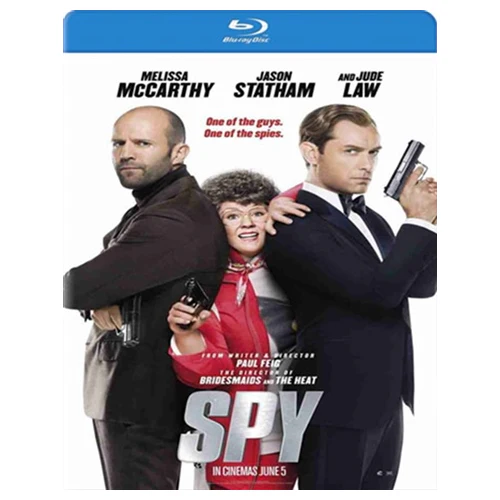 Blu-ray Disc
MELISSA JASON AND JUDE
McCARTHY STATHAM LAW
One of the guys.
One of the spies.
FROM WRITER & DIRECTOR
PAUL FEIG
THE DIRECTOR OF
BRIDESMAIDS AND THE HEAT
SPY
IN CINEMAS JUNE 5